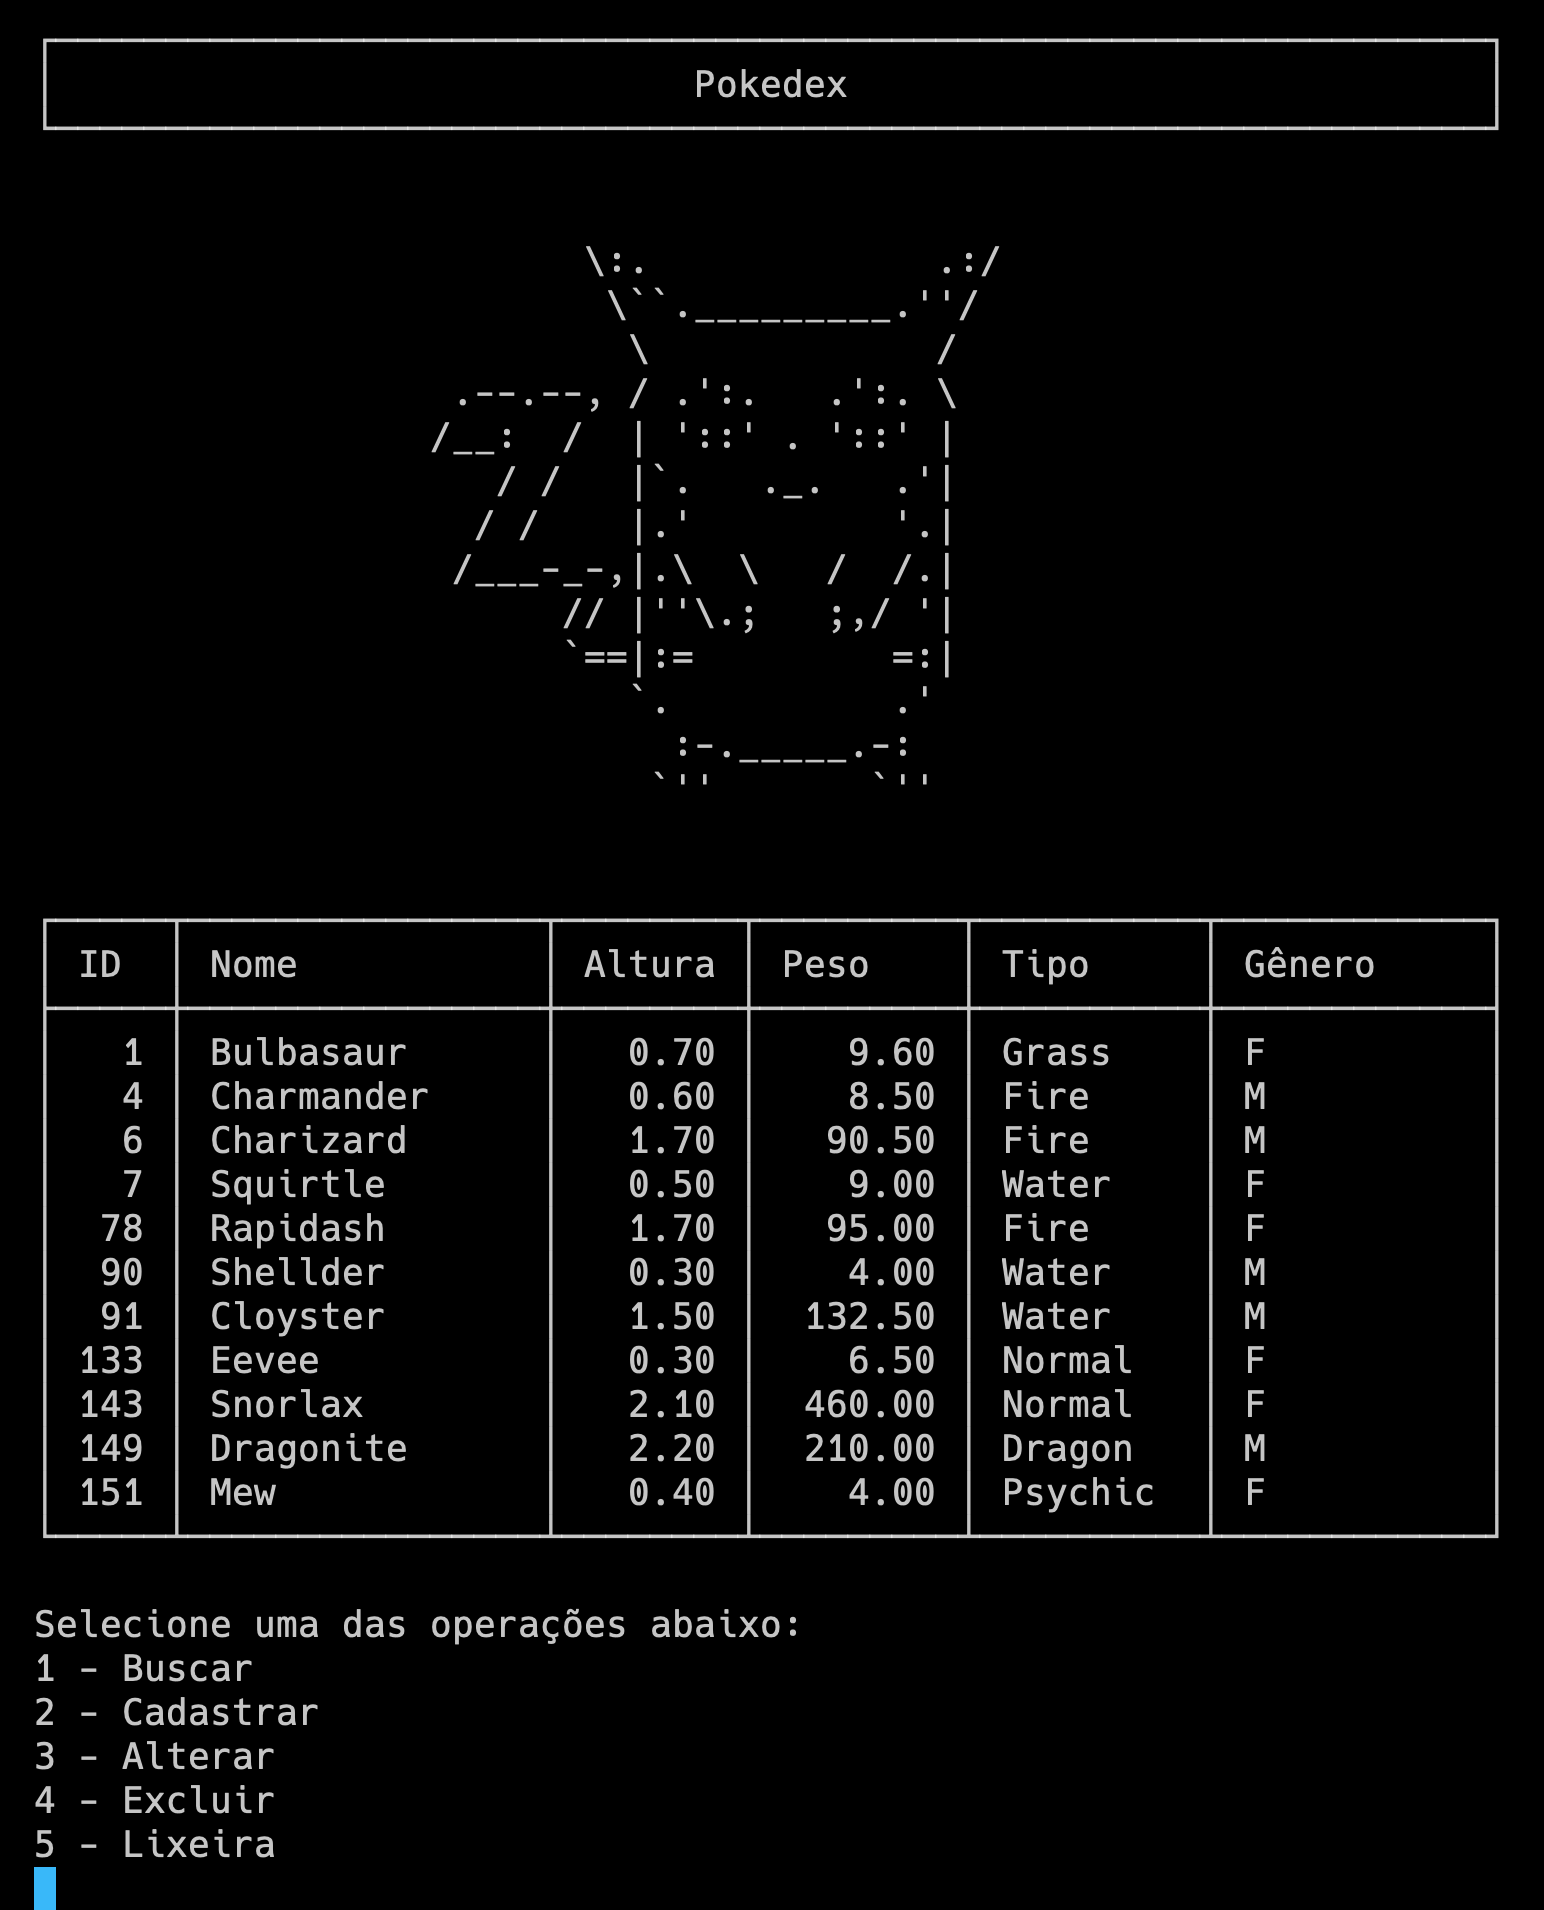 Pokedex
ID Nome Altura Peso Tipo Gênero
1 Bulbasaur 0.70 9.60 Grass F
4 Charmander 0.60 8.50 Fire M
6 Charizard 1.70 90.50 Fire M
7 Squirtle 0.50 9.00 Water F
78 Rapidash 1.70 95.00 Fire F
90 Shellder 0.30 4.00 Water M
91 Cloyster 1.50 132.50 Water M
133 Eevee 0.30 6.50 Normal F
143 Snorlax 2.10 460.00 Normal F
149 Dragonite 2.20 210.00 Dragon M
151 Mew 0.40 4.00 Psychic F
Selecione uma das operações abaixo:
1 - Buscar
2 - Cadastrar
3 - Alterar
4 - Excluir
5 - Lixeira